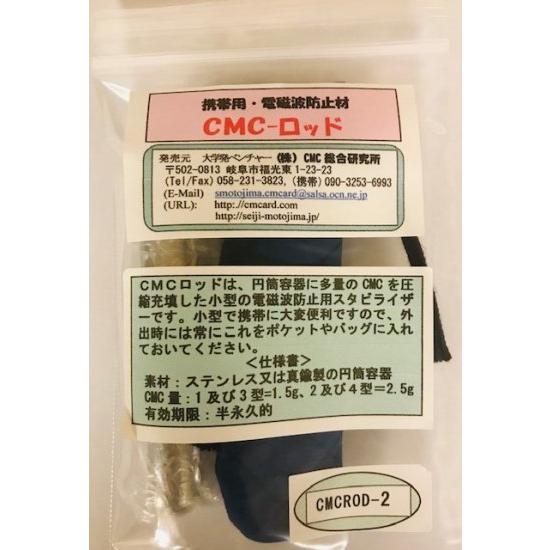 携帯用・電磁波防止材
CMC-ロッド
発売元 大学発ベンチャー (株) CMC 総合研究所
〒502-0813 岐阜市福光東 1-23-23
(Tel/Fax) 058-231-3823, (携帯) 090-3253-6993
(E-Mail) smotojima.cmcard@salsa.ocn.ne.jp
(URL): http://cmcard.com
http://seiji-motojima.jp/
CMCロッドは、円筒容器に多量の CMC を圧
縮充填した小型の電磁波防止用スタビライザ
ーです。小型で携帯に大変便利ですので、外
出時には常にこれをポケットやバッグに入れ
ておいてください。
＜仕様書＞
素材：ステンレス又は真鍮製の円筒容器
CMC 量：1 及び 3 型=1.5g、2 及び 4 型＝2.5g
有効期限：半永久的
CMCROD-2